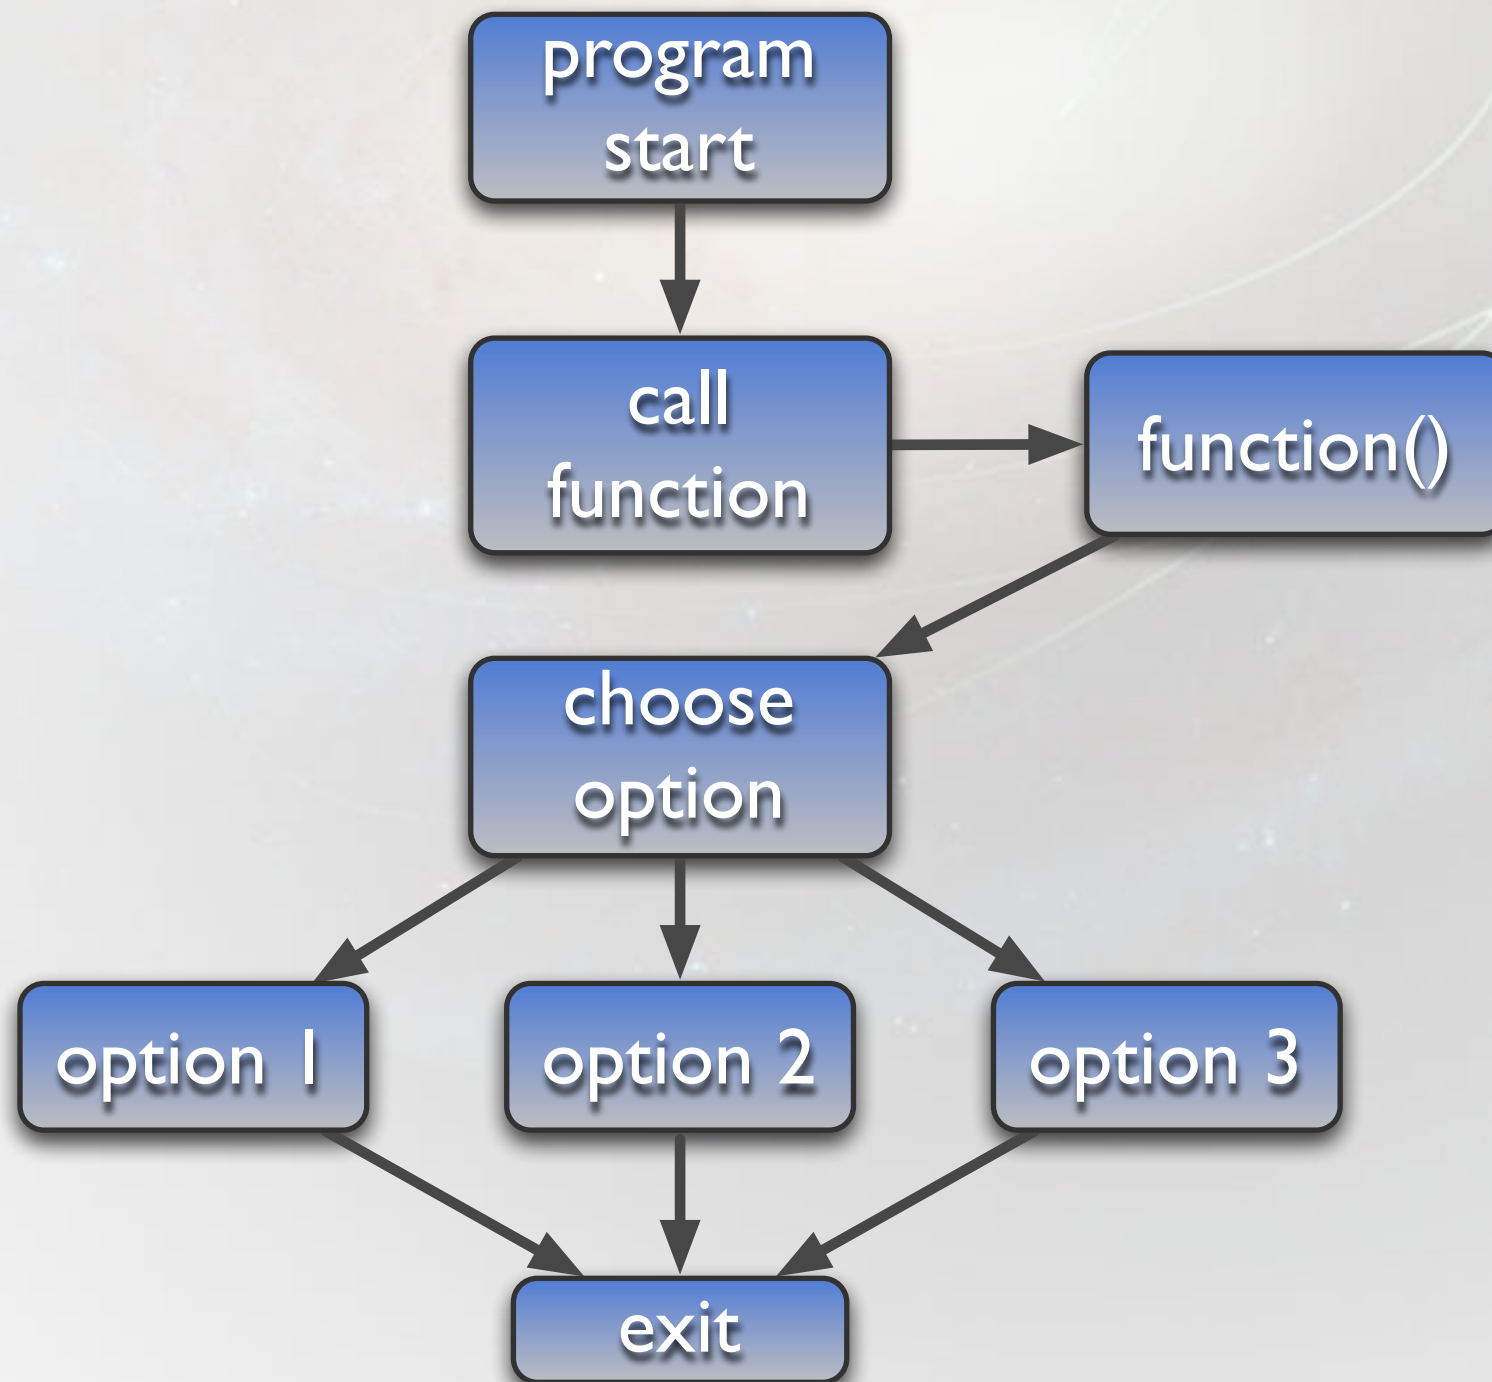 program
start
call
function
function()
choose
option
option 1
option 2
option 3
exit